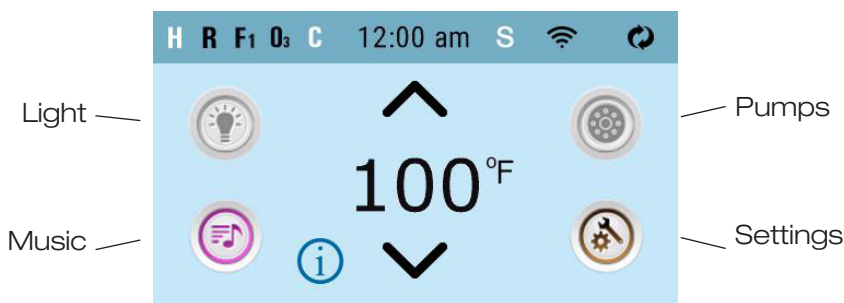 H R F1 O3 C 12:00 am S
Light
Pumps
100°F
Music
Settings
i